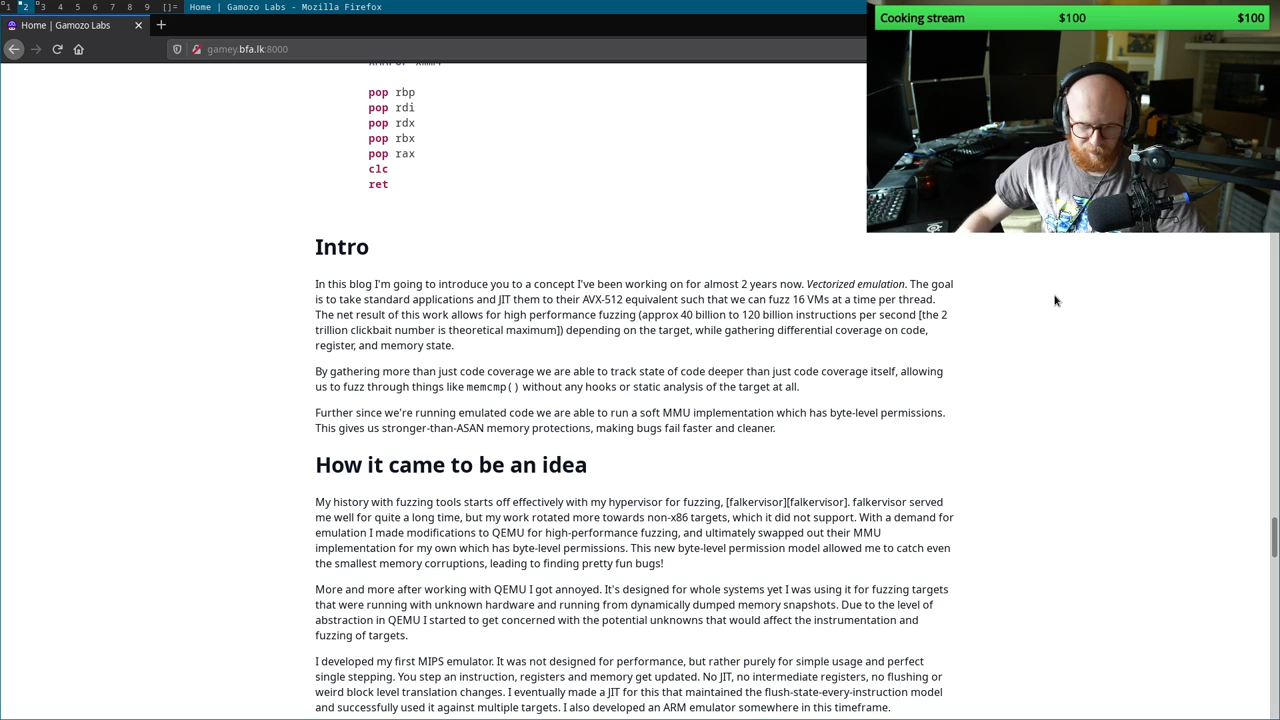 1 2 3 4 5 6 7 8 9 []= Home | Gamozo Labs - Mozilla Firefox
Home | Gamozo Labs
gamey.bfa.lk:8000
Cooking stream $100 $100
pop rbp
pop rdi
pop rdx
pop rbx
pop rax
clc
ret
Intro
In this blog I'm going to introduce you to a concept I've been working on for almost 2 years now. Vectorized emulation. The goal
is to take standard applications and JIT them to their AVX-512 equivalent such that we can fuzz 16 VMs at a time per thread.
The net result of this work allows for high performance fuzzing (approx 40 billion to 120 billion instructions per second [the 2
trillion clickbait number is theoretical maximum]) depending on the target, while gathering differential coverage on code,
register, and memory state.
By gathering more than just code coverage we are able to track state of code deeper than just code coverage itself, allowing
us to fuzz through things like memcmp() without any hooks or static analysis of the target at all.
Further since we're running emulated code we are able to run a soft MMU implementation which has byte-level permissions.
This gives us stronger-than-ASAN memory protections, making bugs fail faster and cleaner.
How it came to be an idea
My history with fuzzing tools starts off effectively with my hypervisor for fuzzing, [falkervisor][falkervisor]. falkervisor served
me well for quite a long time, but my work rotated more towards non-x86 targets, which it did not support. With a demand for
emulation I made modifications to QEMU for high-performance fuzzing, and ultimately swapped out their MMU
implementation for my own which has byte-level permissions. This new byte-level permission model allowed me to catch even
the smallest memory corruptions, leading to finding pretty fun bugs!
More and more after working with QEMU I got annoyed. It's designed for whole systems yet I was using it for fuzzing targets
that were running with unknown hardware and running from dynamically dumped memory snapshots. Due to the level of
abstraction in QEMU I started to get concerned with the potential unknowns that would affect the instrumentation and
fuzzing of targets.
I developed my first MIPS emulator. It was not designed for performance, but rather purely for simple usage and perfect
single stepping. You step an instruction, registers and memory get updated. No JIT, no intermediate registers, no flushing or
weird block level translation changes. I eventually made a JIT for this that maintained the flush-state-every-instruction model
and successfully used it against multiple targets. I also developed an ARM emulator somewhere in this timeframe.